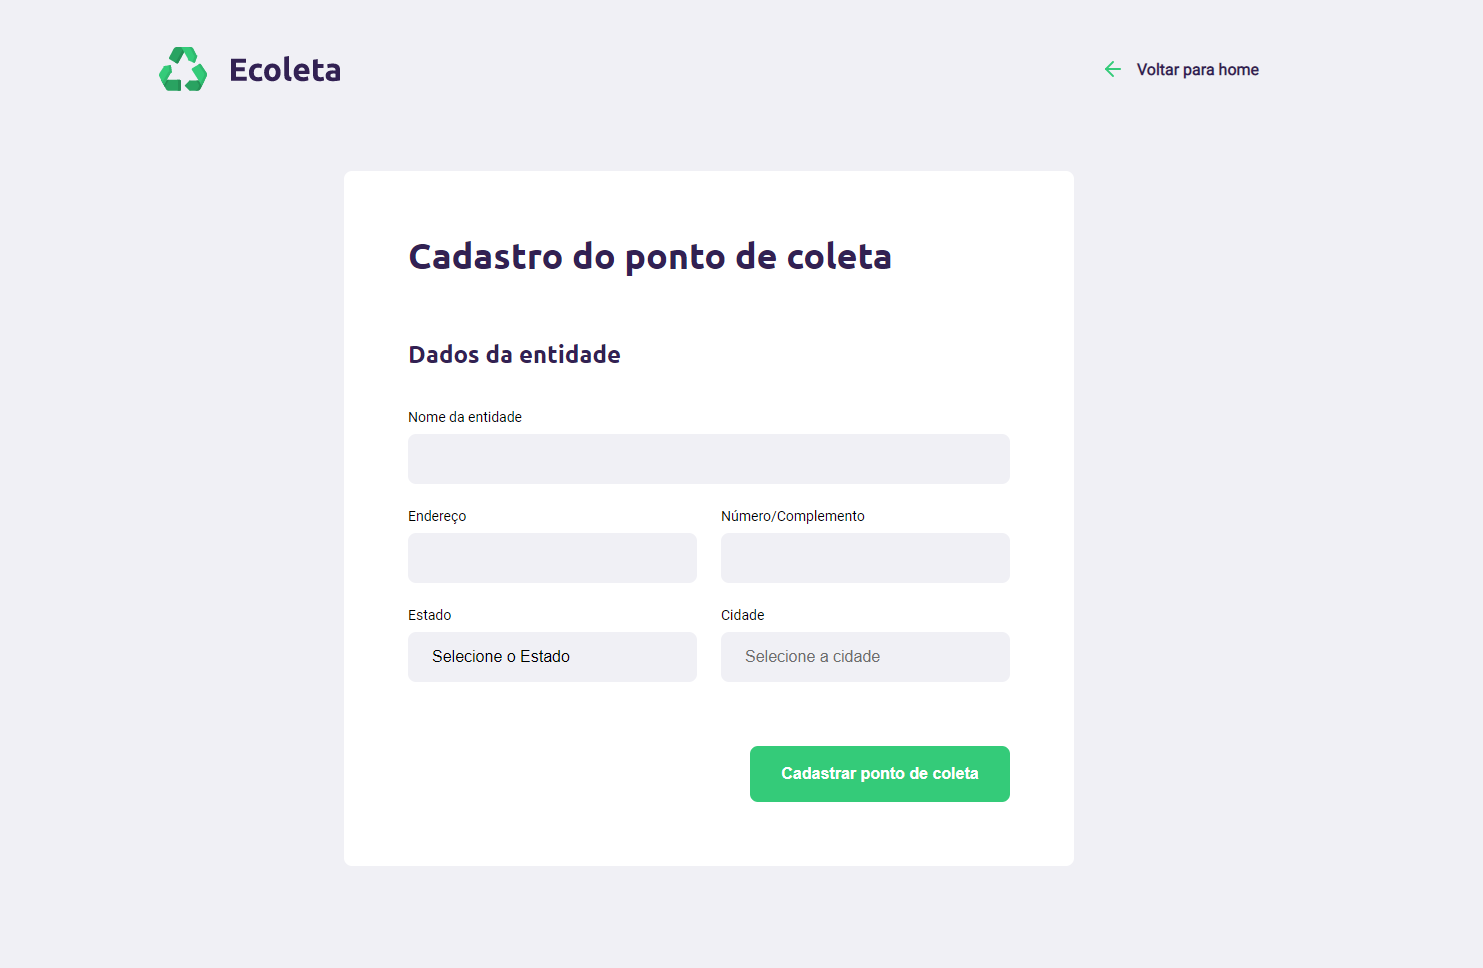 Ecoleta
Voltar para home
Cadastro do ponto de coleta
Dados da entidade
Nome da entidade
Endereço
Número/Complemento
Estado
Cidade
Selecione o Estado
Selecione a cidade
Cadastrar ponto de coleta